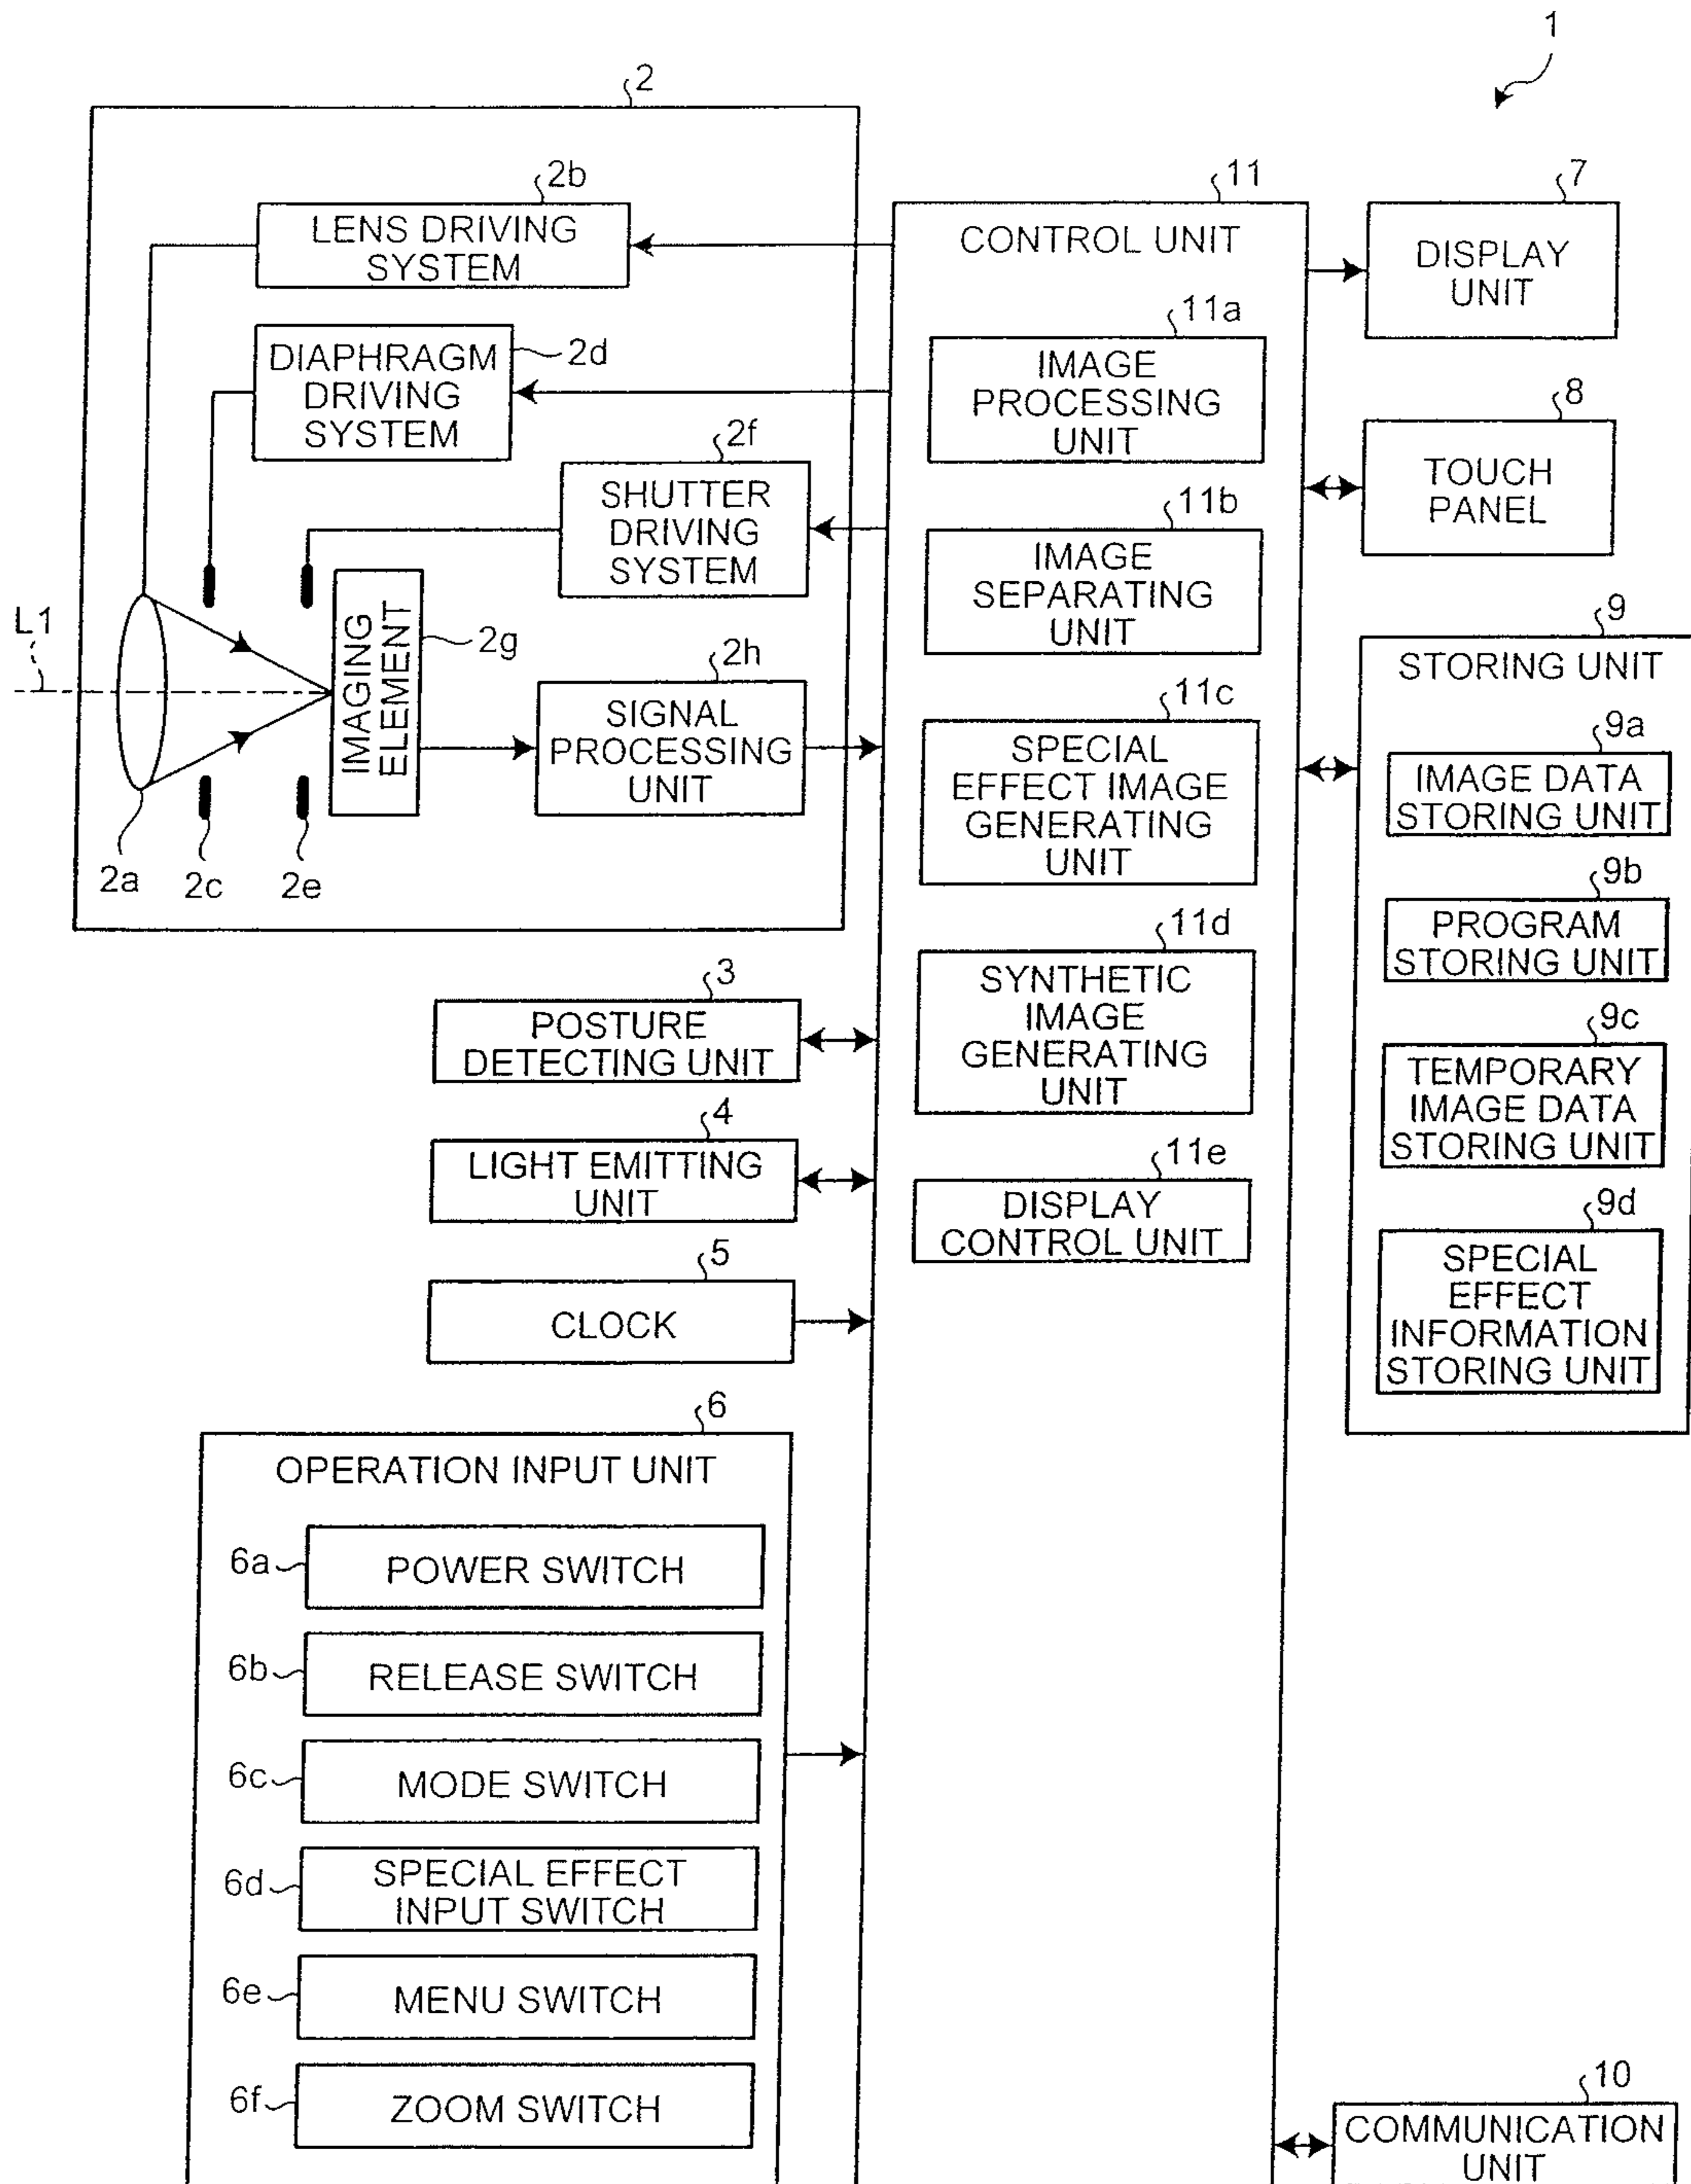 1
2
2b
LENS DRIVING
SYSTEM
DIAPHRAGM
DRIVING
SYSTEM
2d
2f
SHUTTER
DRIVING
SYSTEM
L1
IMAGING
ELEMENT
2g
2h
SIGNAL
PROCESSING
UNIT
2a
2c
2e
3
POSTURE
DETECTING UNIT
4
LIGHT EMITTING
UNIT
5
CLOCK
6
OPERATION INPUT UNIT
6a
POWER SWITCH
6b
RELEASE SWITCH
6c
MODE SWITCH
6d
SPECIAL EFFECT
INPUT SWITCH
6e
MENU SWITCH
6f
ZOOM SWITCH
11
CONTROL UNIT
11a
IMAGE
PROCESSING
UNIT
11b
IMAGE
SEPARATING
UNIT
11c
SPECIAL
EFFECT IMAGE
GENERATING
UNIT
11d
SYNTHETIC
IMAGE
GENERATING
UNIT
11e
DISPLAY
CONTROL UNIT
7
DISPLAY
UNIT
8
TOUCH
PANEL
9
STORING UNIT
9a
IMAGE DATA
STORING UNIT
9b
PROGRAM
STORING UNIT
9c
TEMPORARY
IMAGE DATA
STORING UNIT
9d
SPECIAL
EFFECT
INFORMATION
STORING UNIT
10
COMMUNICATION
UNIT